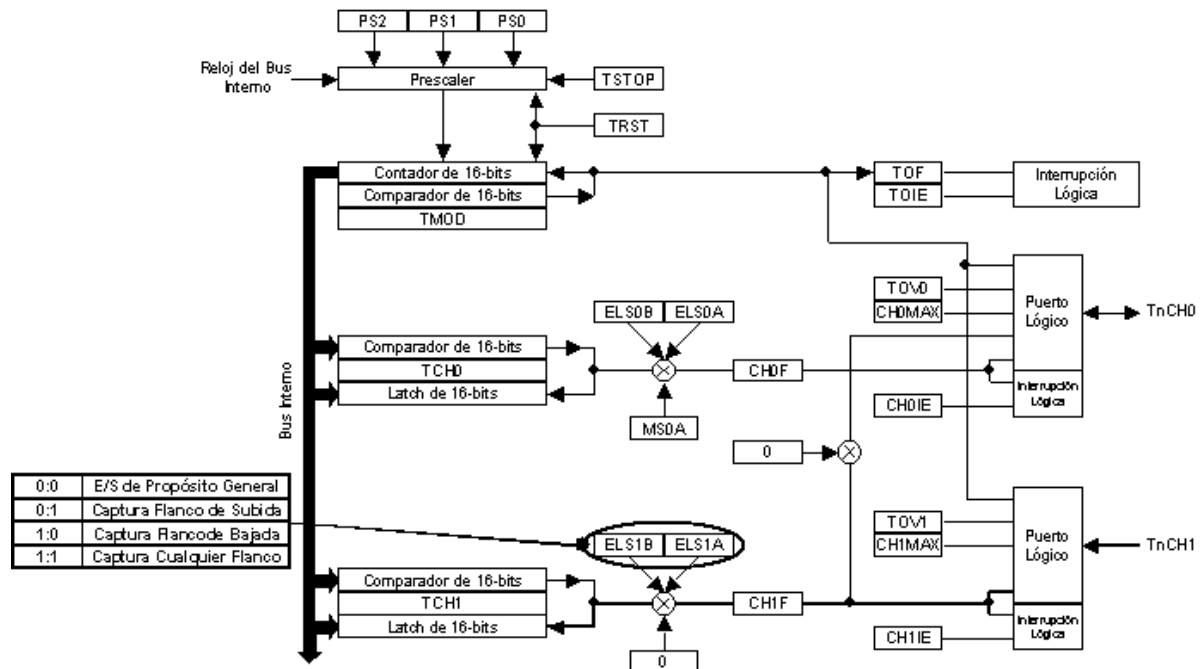 PS2 PS1 PS0
Reloj del Bus
Interno
Prescaler
TSTOP
TRST
Contador de 16-bits
Comparador de 16-bits
TMOD
TOF
TOIE
Interrupción
Lógica
TOV0
CH0MAX
Puerto
Lógico
TnCH0
ELS0B ELS0A
Comparador de 16-bits
TCH0
Latch de 16-bits
CH0F
MS0A
CH0IE
Interrupción
Lógica
Bus Interno
0
0:0 E/S de Propósito General
0:1 Captura Flanco de Subida
1:0 Captura Flanco de Bajada
1:1 Captura Cualquier Flanco
ELS1B ELS1A
TOV1
CH1MAX
Puerto
Lógico
TnCH1
Comparador de 16-bits
TCH1
Latch de 16-bits
CH1F
CH1IE
Interrupción
Lógica
0